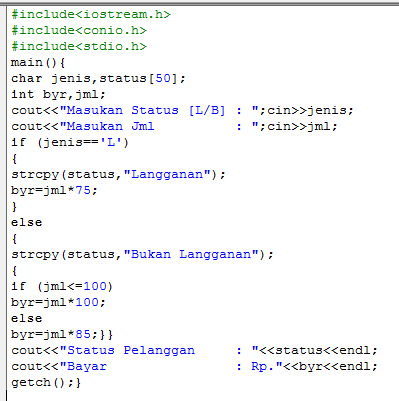 #include<iostream.h>
#include<conio.h>
#include<stdio.h>
main(){
char jenis,status[50];
int byr,jml;
cout<<"Masukan Status [L/B] : ";cin>>jenis;
cout<<"Masukan Jml          : ";cin>>jml;
if (jenis=='L')
{
strcpy(status,"Langganan");
byr=jml*75;
}
else
{
strcpy(status,"Bukan Langganan");
{
if (jml<=100)
byr=jml*100;
else
byr=jml*85;}}
cout<<"Status Pelanggan     : "<<status<<endl;
cout<<"Bayar                : Rp."<<byr<<endl;
getch();}